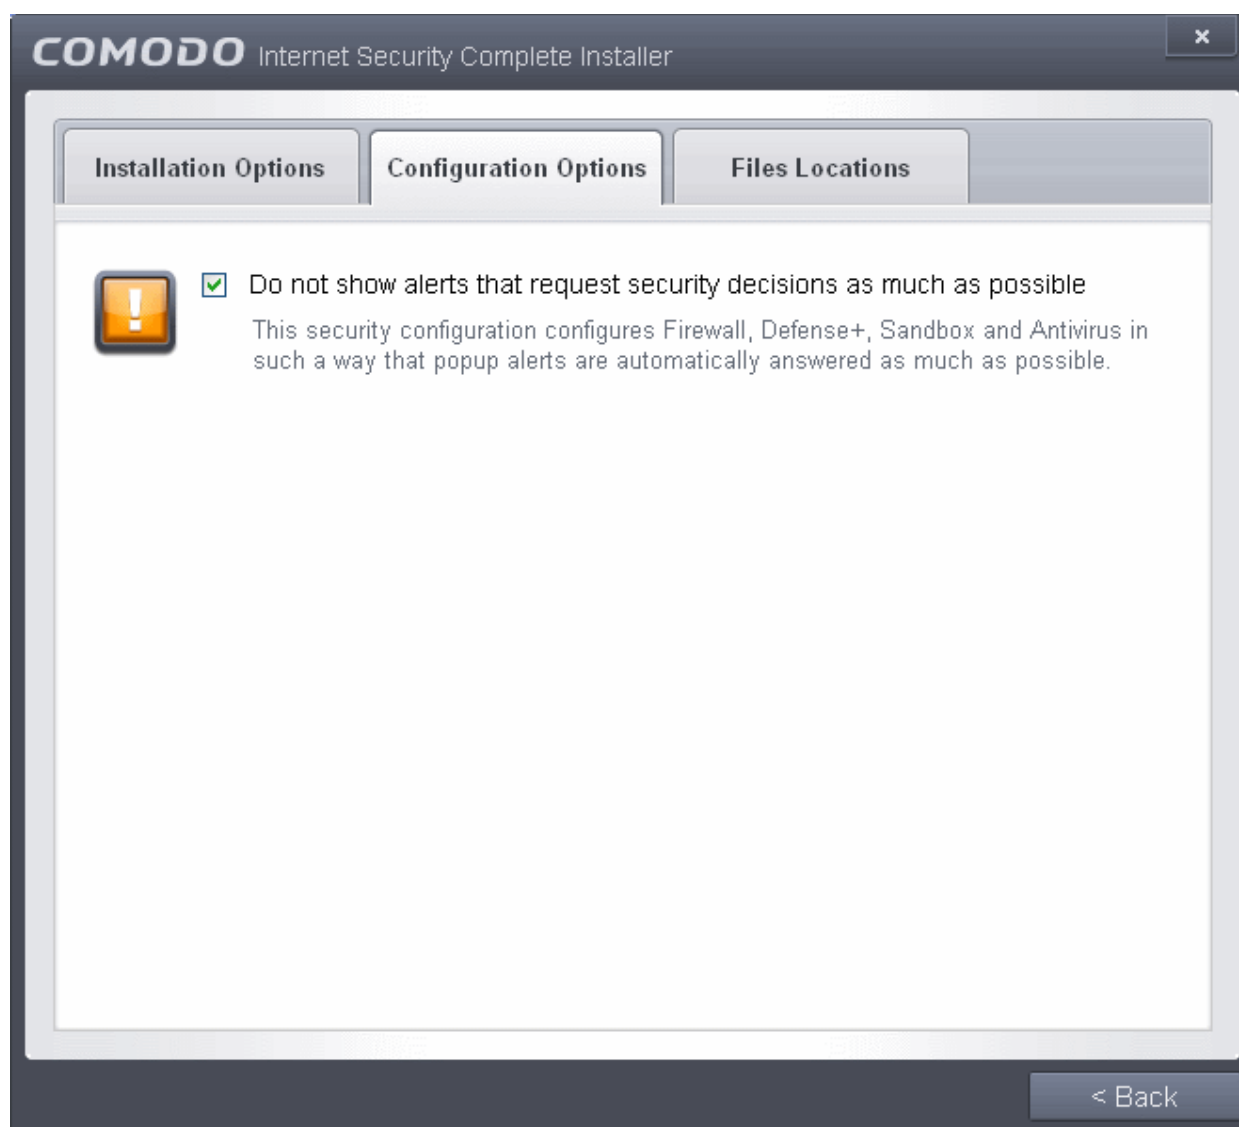 COMODO Internet Security Complete Installer
×
Installation Options
Configuration Options
Files Locations
Do not show alerts that request security decisions as much as possible
This security configuration configures Firewall, Defense+, Sandbox and Antivirus in
such a way that popup alerts are automatically answered as much as possible.
< Back